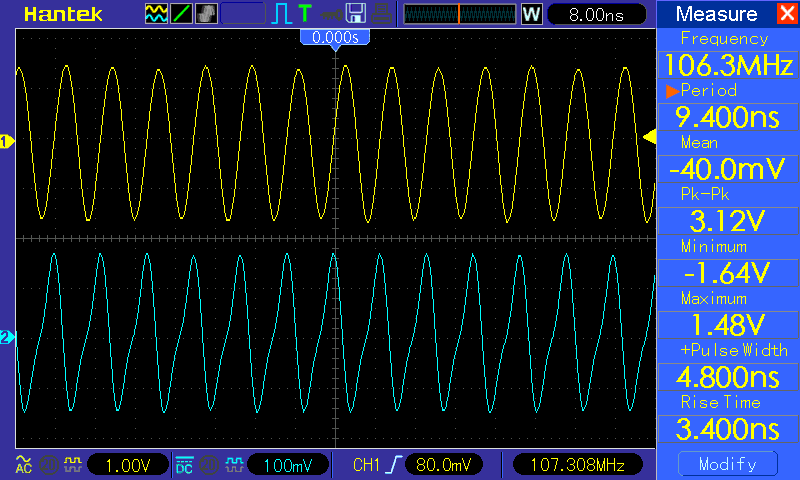 Hantek T W 8.00ns Measure
0.000s
Frequency
106.3MHz
Period
9.400ns
Mean
-40.0mV
Pk-Pk
3.12V
Minimum
-1.64V
Maximum
1.48V
+Pulse Width
4.800ns
Rise Time
3.400ns
Modify
1
2
AC 20 1.00V DC 20 100mV CH1 80.0mV 107.308MHz